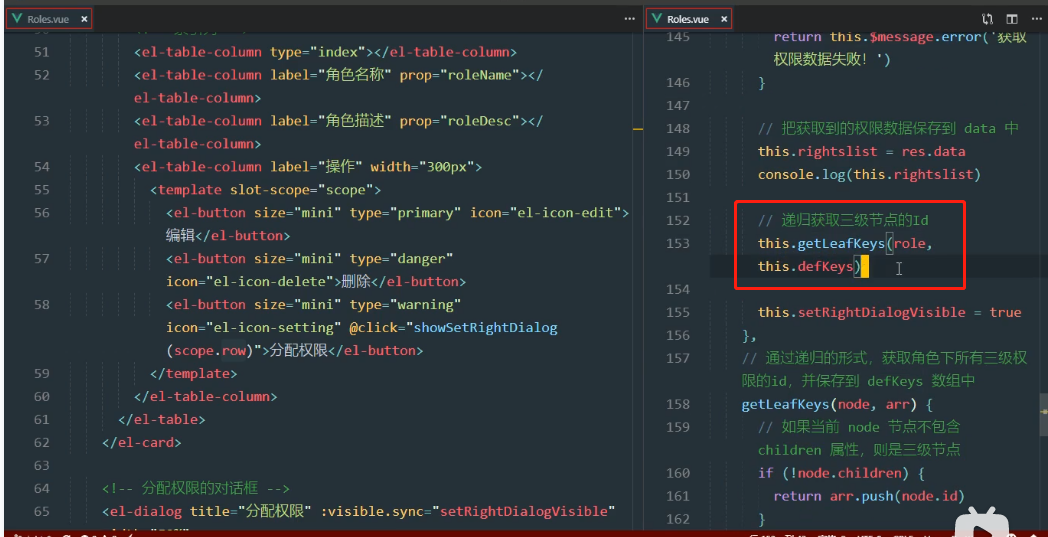 Roles.vue
51 <el-table-column type="index"></el-table-column>
52 <el-table-column label="角色名称" prop="roleName"></
el-table-column>
53 <el-table-column label="角色描述" prop="roleDesc"></
el-table-column>
54 <el-table-column label="操作" width="300px">
55 <template slot-scope="scope">
56 <el-button size="mini" type="primary" icon="el-icon-edit">
编辑</el-button>
57 <el-button size="mini" type="danger"
icon="el-icon-delete">删除</el-button>
58 <el-button size="mini" type="warning"
icon="el-icon-setting" @click="showSetRightDialog
(scope.row)">分配权限</el-button>
59 </template>
60 </el-table-column>
61 </el-table>
62 </el-card>
63
64 <!-- 分配权限的对话框 -->
65 <el-dialog title="分配权限" :visible.sync="setRightDialogVisible"
Roles.vue
145 return this.$message.error('获取
权限数据失败！')
146 }
147
148 // 把获取到的权限数据保存到 data 中
149 this.rightslist = res.data
150 console.log(this.rightslist)
151
152 // 递归获取三级节点的Id
153 this.getLeafKeys(role,
this.defKeys)
154
155 this.setRightDialogVisible = true
156 },
157 // 通过递归的形式，获取角色下所有三级权
限的id，并保存到 defKeys 数组中
158 getLeafKeys(node, arr) {
159 // 如果当前 node 节点不包含
children 属性，则是三级节点
160 if (!node.children) {
161 return arr.push(node.id)
162 }